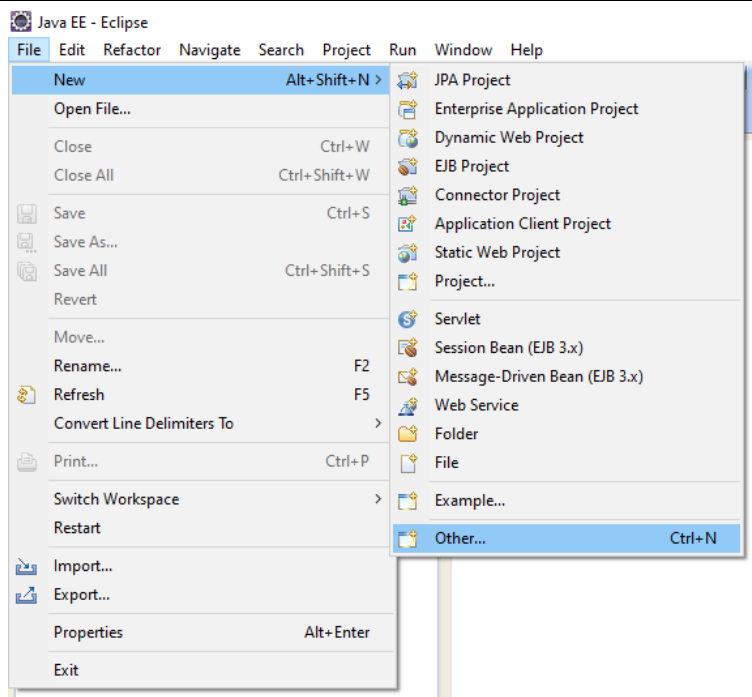 Java EE - Eclipse
File Edit Refactor Navigate Search Project Run Window Help
New Alt+Shift+N >
Open File...
Close Ctrl+W
Close All Ctrl+Shift+W
Save Ctrl+S
Save As...
Save All Ctrl+Shift+S
Revert
Move...
Rename... F2
Refresh F5
Convert Line Delimiters To >
Print... Ctrl+P
Switch Workspace >
Restart
Import...
Export...
Properties Alt+Enter
Exit
JPA Project
Enterprise Application Project
Dynamic Web Project
EJB Project
Connector Project
Application Client Project
Static Web Project
Project...
Servlet
Session Bean (EJB 3.x)
Message-Driven Bean (EJB 3.x)
Web Service
Folder
File
Example...
Other... Ctrl+N